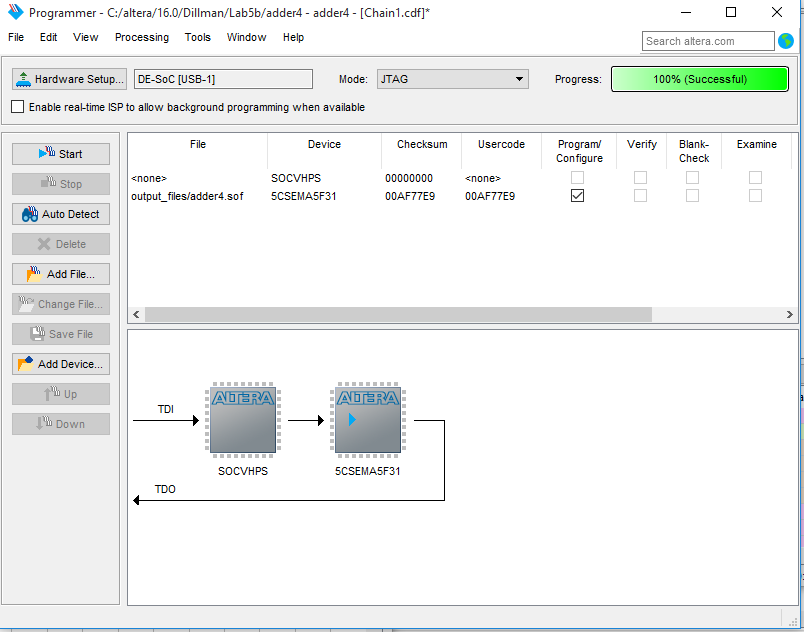 Programmer - C:/altera/16.0/Dillman/Lab5b/adder4 - adder4 - [Chain1.cdf]*
File Edit View Processing Tools Window Help
Search altera.com
Hardware Setup... DE-SoC [USB-1] Mode: JTAG Progress: 100% (Successful)
Enable real-time ISP to allow background programming when available
Start
Stop
Auto Detect
Delete
Add File...
Change File...
Save File
Add Device...
Up
Down
File Device Checksum Usercode Program/ Verify Blank- Examine
Configure Check
<none> SOCVHPS 00000000 <none>
output_files/adder4.sof 5CSEMA5F31 00AF77E9 00AF77E9
TDI
ALTERA ALTERA
SOCVHPS 5CSEMA5F31
TDO